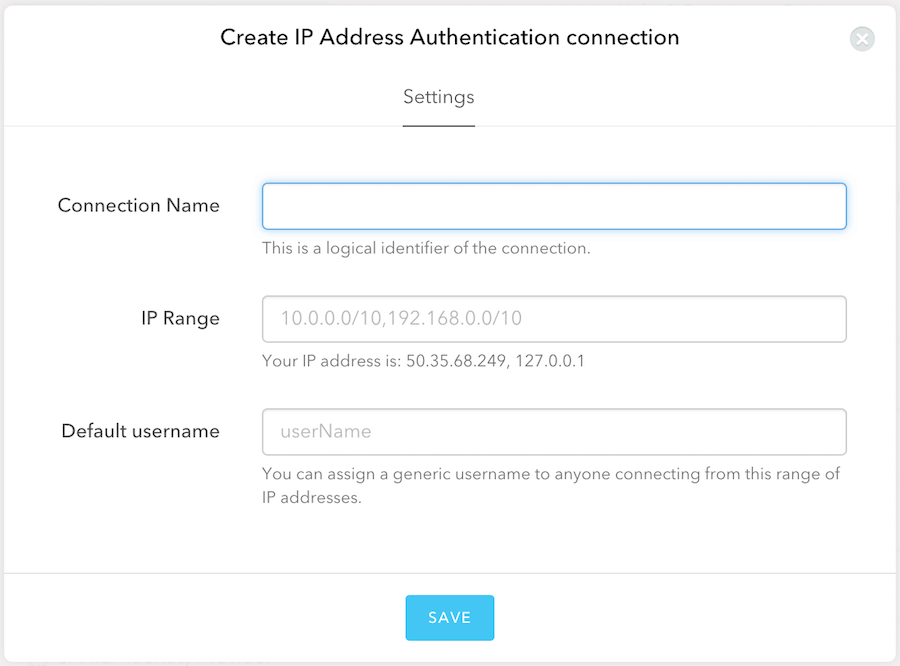 Create IP Address Authentication connection
Settings
Connection Name
This is a logical identifier of the connection.
IP Range
10.0.0.0/10,192.168.0.0/10
Your IP address is: 50.35.68.249, 127.0.0.1
Default username
userName
You can assign a generic username to anyone connecting from this range of
IP addresses.
SAVE